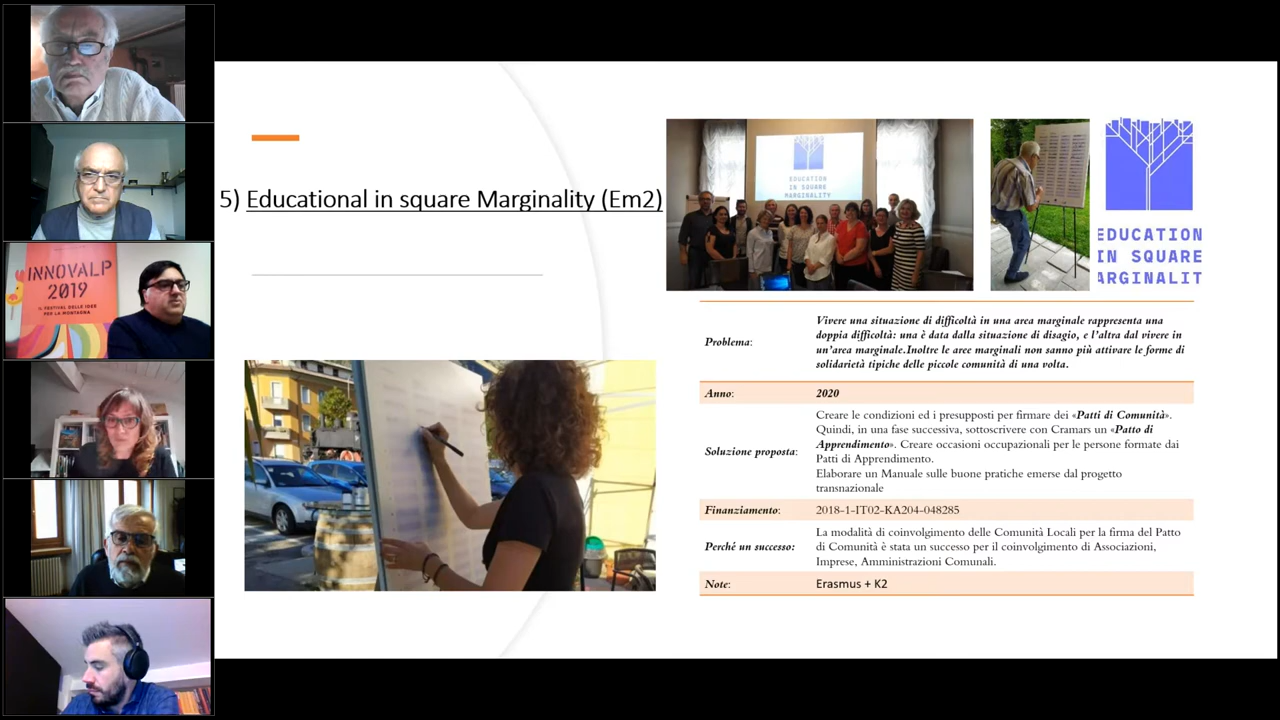 INNOVALP
2019
IL FESTIVAL DELLE IDEE
PER LA MONTAGNA
5) Educational in square Marginality (Em2)
EDUCATION
IN SQUARE
MARGINALITY
EDUCATION
IN SQUARE
MARGINALIT
Problema:
Vivere una situazione di difficoltà in una area marginale rappresenta una
doppia difficoltà: una è data dalla situazione di disagio, e l'altra dal vivere in
un'area marginale.Inoltre le aree marginali non sanno più attivare le forme di
solidarietà tipiche delle piccole comunità di una volta.
Anno: 2020
Soluzione proposta:
Creare le condizioni ed i presupposti per firmare dei «Patti di Comunità».
Quindi, in una fase successiva, sottoscrivere con Cramars un «Patto di
Apprendimento». Creare occasioni occupazionali per le persone formate dai
Patti di Apprendimento.
Elaborare un Manuale sulle buone pratiche emerse dal progetto
transnazionale
Finanziamento: 2018-1-IT02-KA204-048285
Perché un successo:
La modalità di coinvolgimento delle Comunità Locali per la firma del Patto
di Comunità è stata un successo per il coinvolgimento di Associazioni,
Imprese, Amministrazioni Comunali.
Note: Erasmus + K2